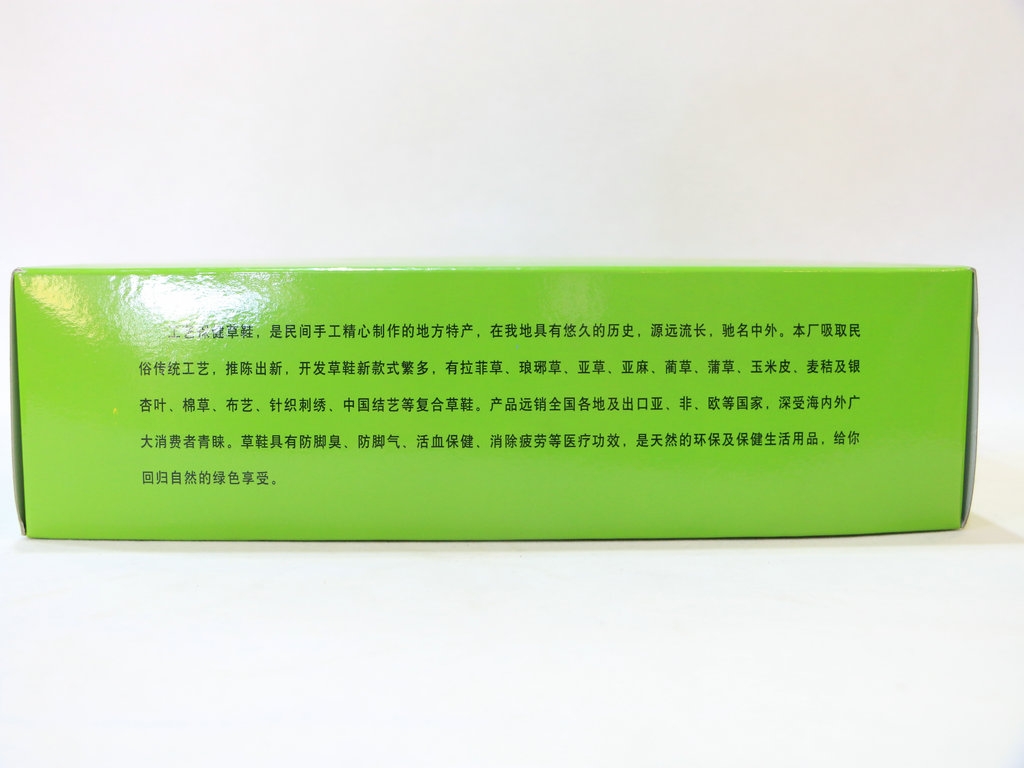 工艺保健草鞋，是民间手工精心制作的地方特产，在我地具有悠久的历史，源远流长，驰名中外。本厂吸取民
俗传统工艺，推陈出新，开发草鞋新款式繁多，有拉菲草、琅琊草、亚草、亚麻、蔺草、蒲草、玉米皮、麦秸及银
杏叶、棉草、布艺、针织刺绣、中国结艺等复合草鞋。产品远销全国各地及出口亚、非、欧等国家，深受海内外广
大消费者青睐。草鞋具有防脚臭、防脚气、活血保健、消除疲劳等医疗功效，是天然的环保及保健生活用品，给你
回归自然的绿色享受。